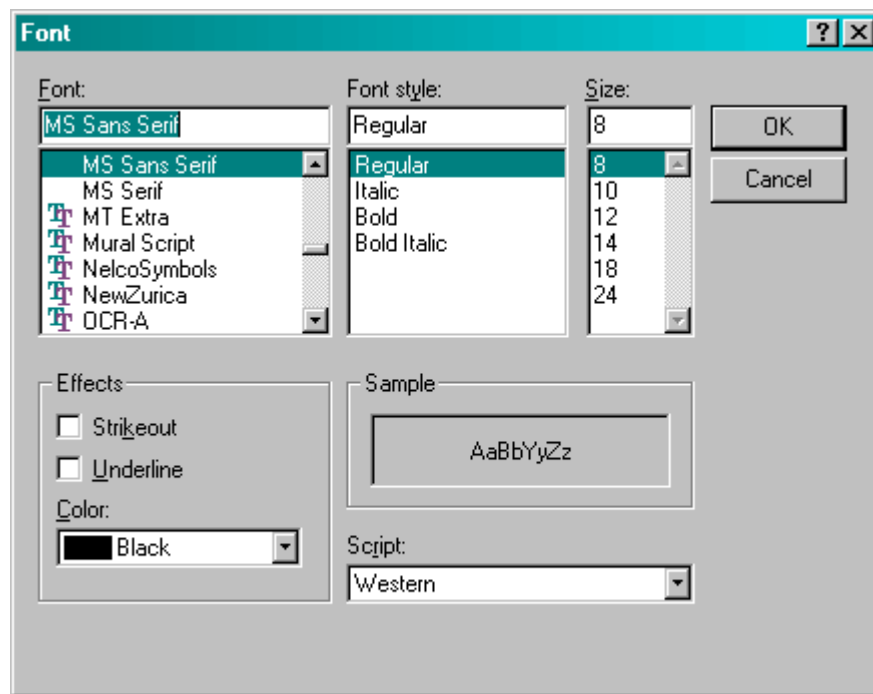 Font
Font:
MS Sans Serif
MS Sans Serif
MS Serif
MT Extra
Mural Script
NelcoSymbols
NewZurica
OCR-A
Font style:
Regular
Regular
Italic
Bold
Bold Italic
Size:
8
8
10
12
14
18
24
OK
Cancel
Effects
Strikeout
Underline
Color:
Black
Sample
AaBbYyZz
Script:
Western